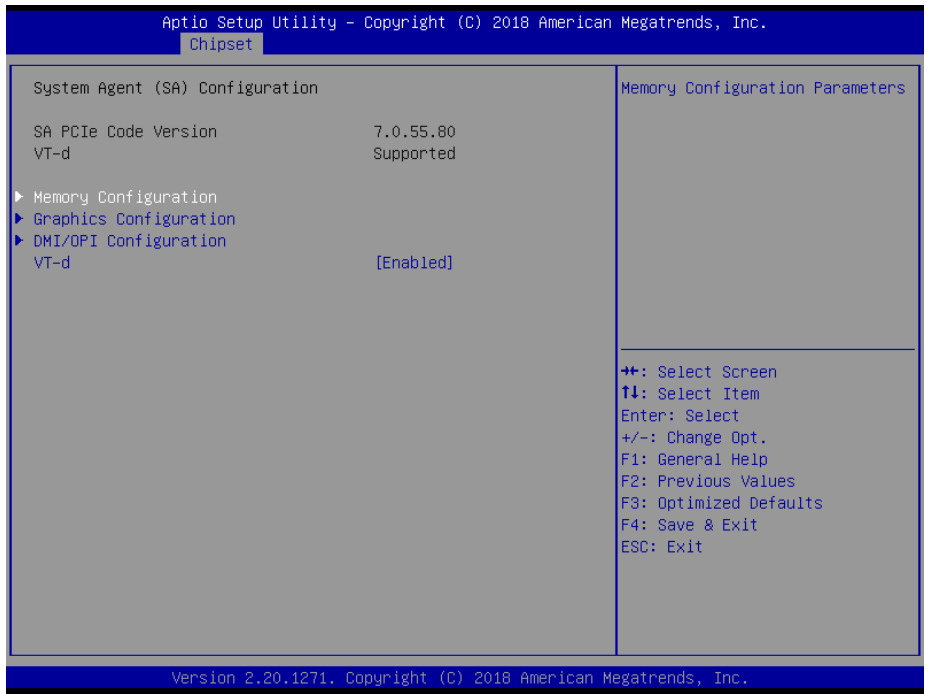 Aptio Setup Utility – Copyright (C) 2018 American Megatrends, Inc.
Chipset
System Agent (SA) Configuration
SA PCIe Code Version 7.0.55.80
VT-d Supported
Memory Configuration
Graphics Configuration
DMI/OPI Configuration
VT-d [Enabled]
Memory Configuration Parameters
→←: Select Screen
↑↓: Select Item
Enter: Select
+/-: Change Opt.
F1: General Help
F2: Previous Values
F3: Optimized Defaults
F4: Save & Exit
ESC: Exit
Version 2.20.1271. Copyright (C) 2018 American Megatrends, Inc.